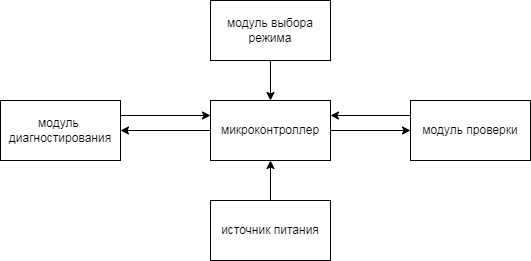 модуль выбора
режима
модуль
диагностирования
микроконтроллер
модуль проверки
источник питания